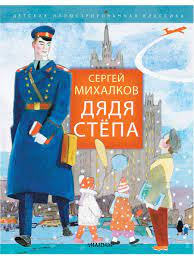 ДЕТСКАЯ ИЛЛЮСТРИРОВАННАЯ КЛАССИКА
СЕРГЕЙ
МИХАЛКОВ
ДЯДЯ
СТЁПА